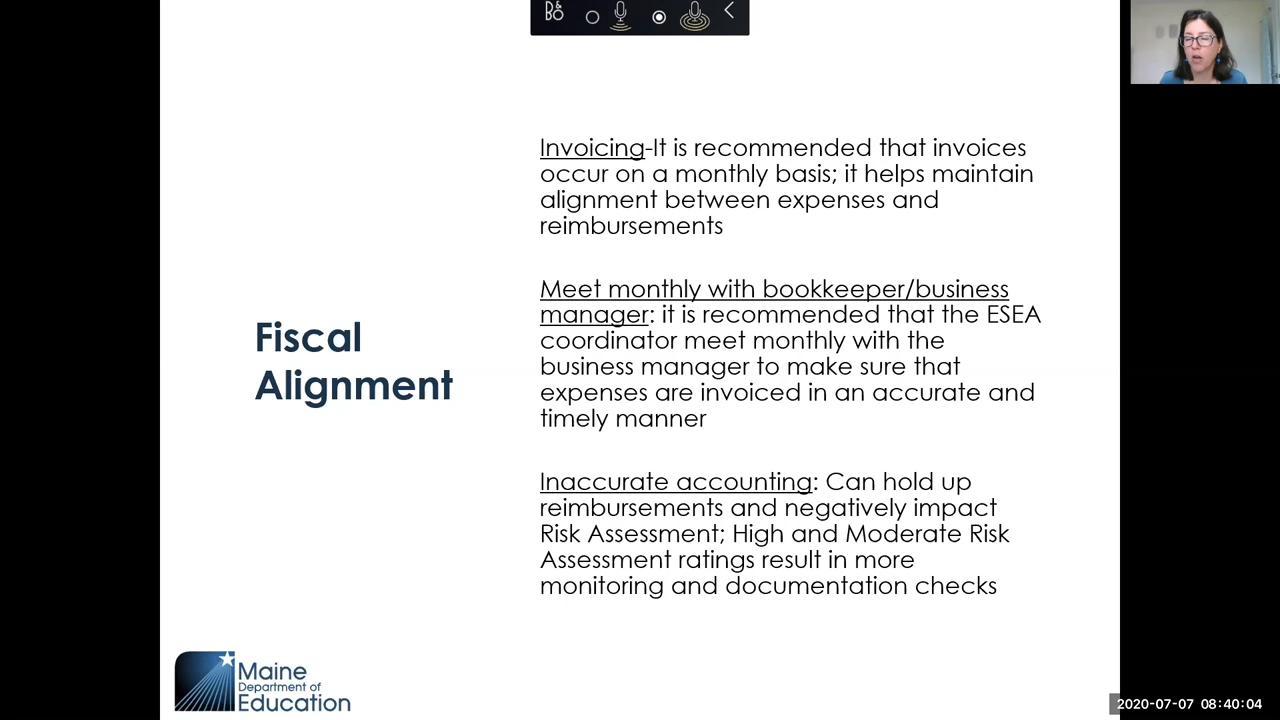 B&O
Invoicing-It is recommended that invoices
occur on a monthly basis; it helps maintain
alignment between expenses and
reimbursements
Meet monthly with bookkeeper/business
manager: it is recommended that the ESEA
coordinator meet monthly with the
business manager to make sure that
expenses are invoiced in an accurate and
timely manner
Fiscal
Alignment
Inaccurate accounting: Can hold up
reimbursements and negatively impact
Risk Assessment; High and Moderate Risk
Assessment ratings result in more
monitoring and documentation checks
Maine
Department of
Education
2020-07-07 08:40:04